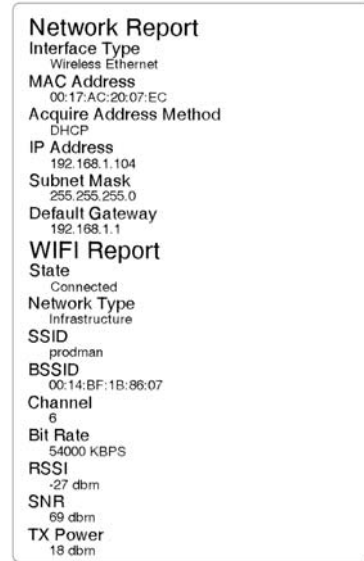 Network Report
Interface Type
Wireless Ethernet
MAC Address
00:17:AC:20:07:EC
Acquire Address Method
DHCP
IP Address
192.168.1.104
Subnet Mask
255.255.255.0
Default Gateway
192.168.1.1
WIFI Report
State
Connected
Network Type
Infrastructure
SSID
prodman
BSSID
00:14:BF:1B:86:07
Channel
6
Bit Rate
54000 KBPS
RSSI
-27 dbm
SNR
69 dbm
TX Power
18 dbm